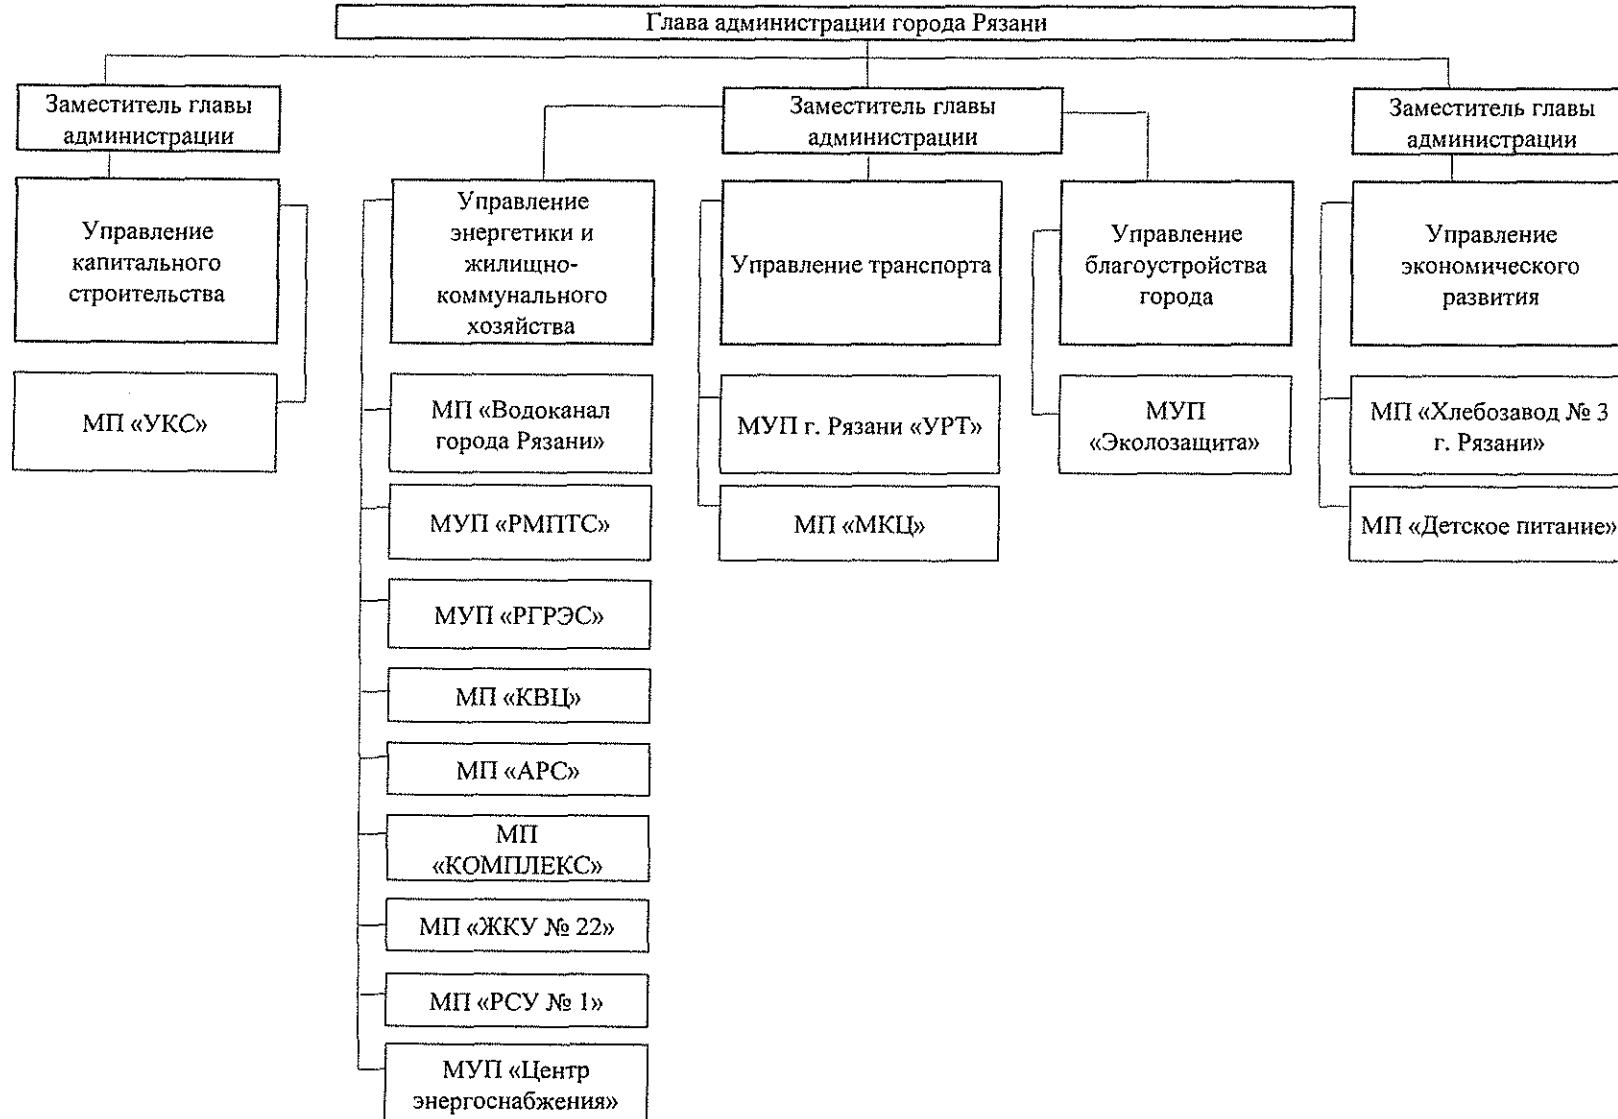 Глава администрации города Рязани
Заместитель главы
администрации
Заместитель главы
администрации
Заместитель главы
администрации
Управление
капитального
строительства
Управление
энергетики и
жилищно-
коммунального
хозяйства
Управление транспорта
Управление
благоустройства
города
Управление
экономического
развития
МП «УКС»
МП «Водоканал
города Рязани»
МУП г. Рязани «УРТ»
МУП
«Эколозащита»
МП «Хлебозавод № 3
г. Рязани»
МУП «РМПТС»
МП «МКЦ»
МП «Детское питание»
МУП «РГРЭС»
МП «КВЦ»
МП «АРС»
МП
«КОМПЛЕКС»
МП «ЖКУ № 22»
МП «РСУ № 1»
МУП «Центр
энергоснабжения»